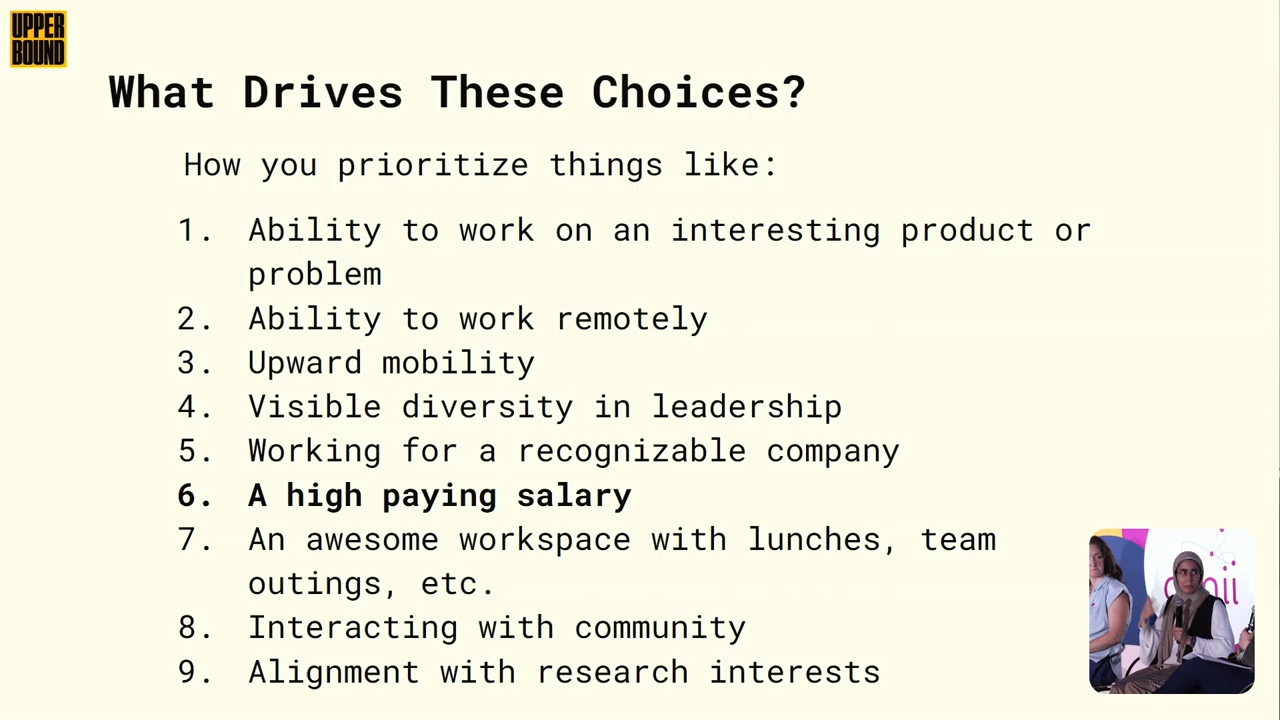 UPPER
BOUND
What Drives These Choices?
How you prioritize things like:
1. Ability to work on an interesting product or
problem
2. Ability to work remotely
3. Upward mobility
4. Visible diversity in leadership
5. Working for a recognizable company
6. A high paying salary
7. An awesome workspace with lunches, team
outings, etc.
8. Interacting with community
9. Alignment with research interests